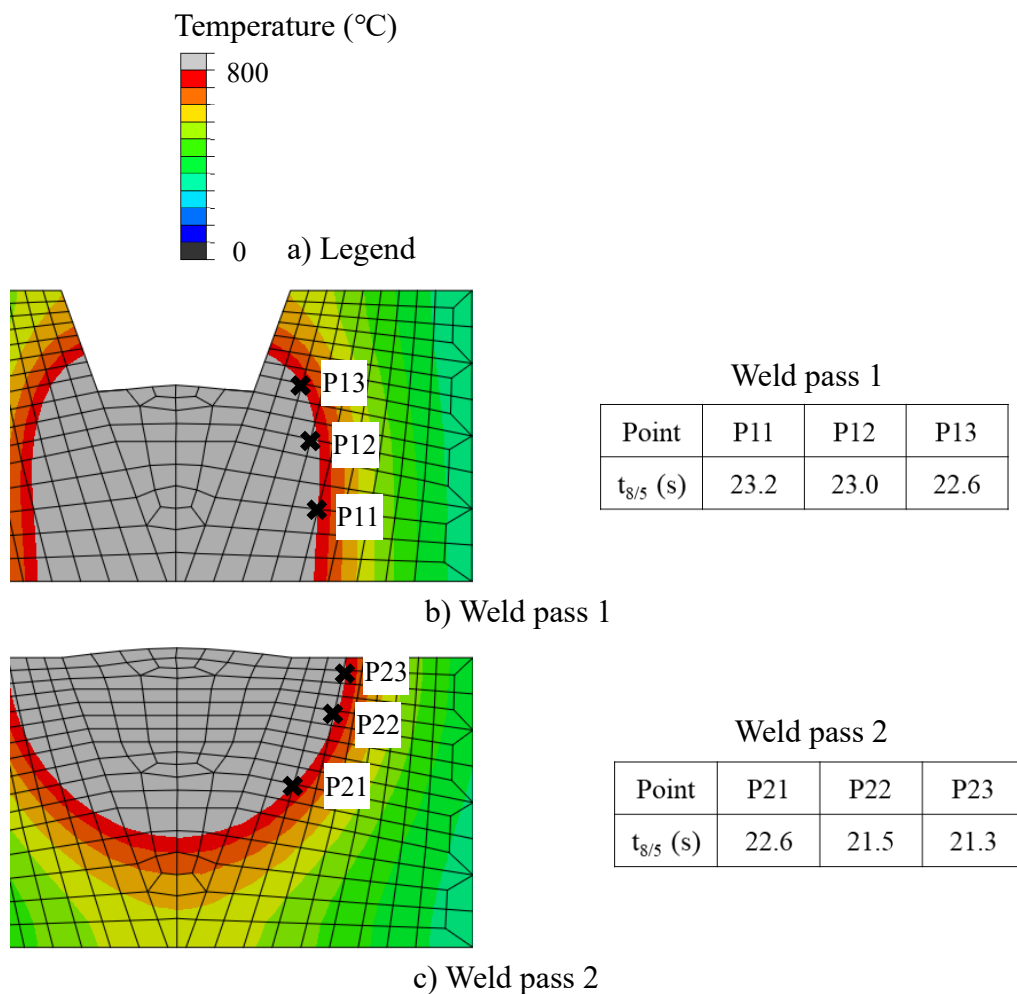 Temperature (℃)
800
0
a) Legend
P13
P12
P11
Weld pass 1
Point P11 P12 P13
t8/5 (s) 23.2 23.0 22.6
b) Weld pass 1
P23
P22
P21
Weld pass 2
Point P21 P22 P23
t8/5 (s) 22.6 21.5 21.3
c) Weld pass 2